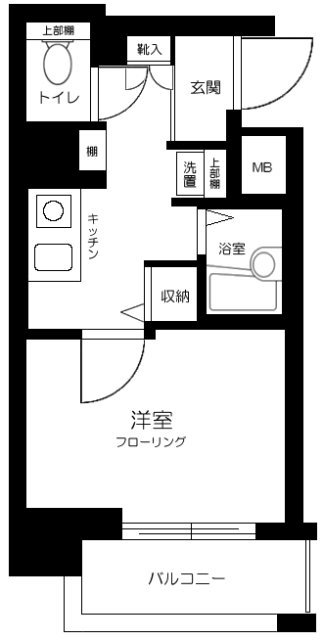 上部棚
トイレ
靴入
玄関
棚
洗置
上部棚
MB
キッチン
浴室
収納
洋室
フローリング
バルコニー